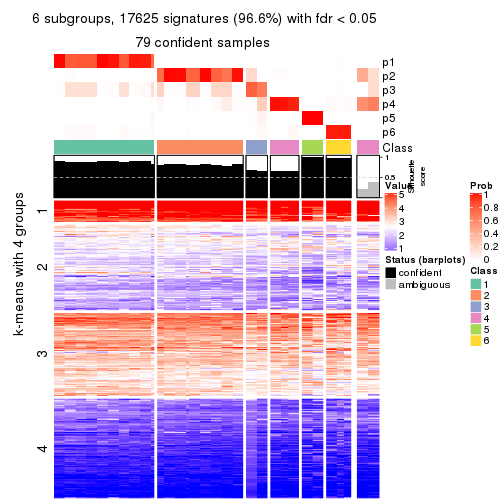 6 subgroups, 17625 signatures (96.6%) with fdr < 0.05
79 confident samples
p1
p2
p3
p4
p5
p6
Class
1
0.5
0
Silhouette
score
k-means with 4 groups
1
2
3
4
Value
5
4
3
2
1
Status (barplots)
confident
ambiguous
Prob
1
0.8
0.6
0.4
0.2
0
Class
1
2
3
4
5
6